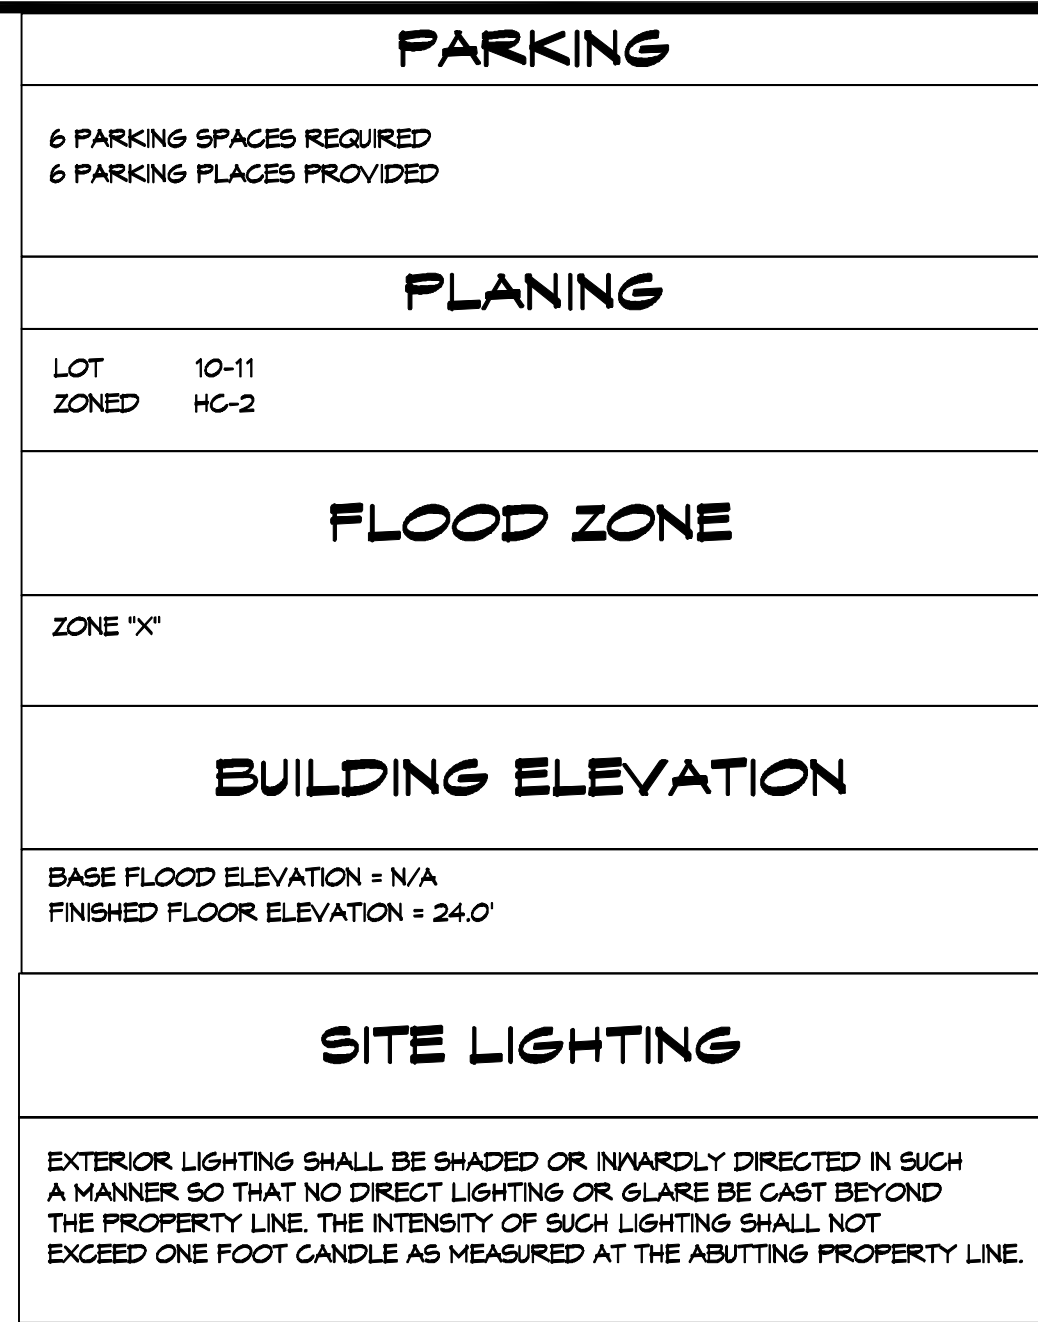 PARKING
6 PARKING SPACES REQUIRED
6 PARKING PLACES PROVIDED
PLANING
LOT 10-11
ZONED HC-2
FLOOD ZONE
ZONE "X"
BUILDING ELEVATION
BASE FLOOD ELEVATION = N/A
FINISHED FLOOR ELEVATION = 24.0'
SITE LIGHTING
EXTERIOR LIGHTING SHALL BE SHADED OR INWARDLY DIRECTED IN SUCH
A MANNER SO THAT NO DIRECT LIGHTING OR GLARE BE CAST BEYOND
THE PROPERTY LINE. THE INTENSITY OF SUCH LIGHTING SHALL NOT
EXCEED ONE FOOT CANDLE AS MEASURED AT THE ABUTTING PROPERTY LINE.